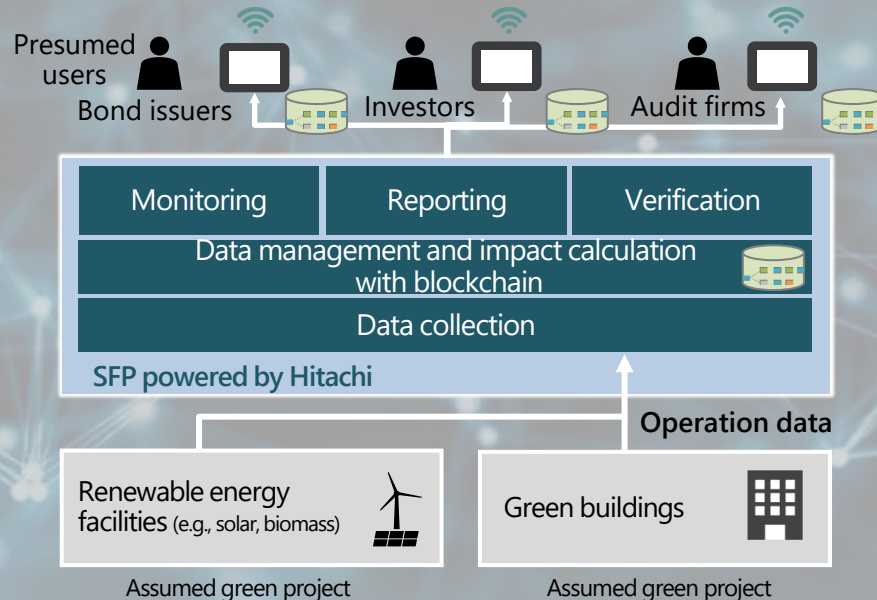 Presumed
users
Bond issuers
Investors
Audit firms
Monitoring
Reporting
Verification
Data management and impact calculation
with blockchain
Data collection
SFP powered by Hitachi
Operation data
Renewable energy
facilities (e.g., solar, biomass)
Green buildings
Assumed green project
Assumed green project